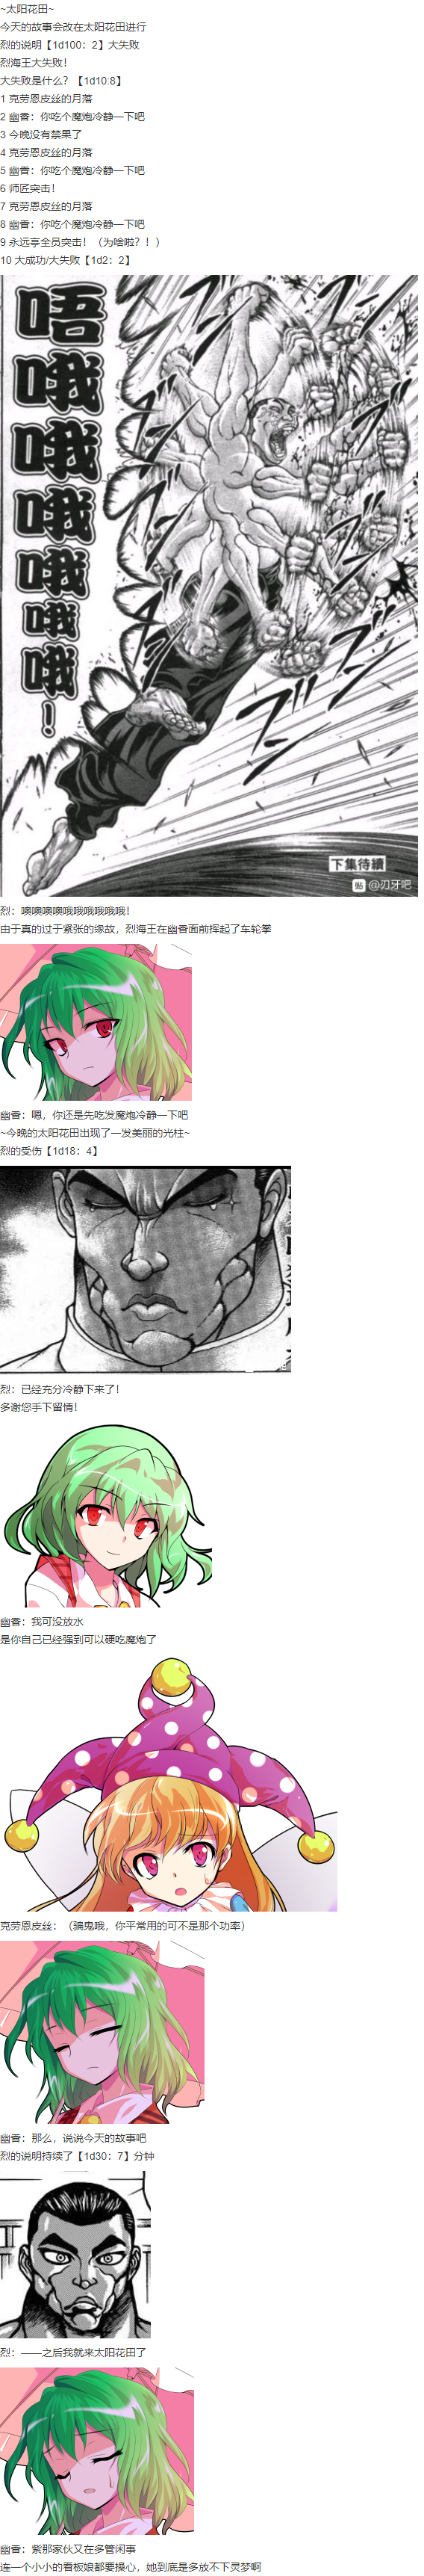 ~太阳花田~
今天的故事会改在太阳花田进行
烈的说明【1d100：2】大失败
烈海王大失败！
大失败是什么？【1d10:8】
1 克劳恩皮丝的月落
2 幽香：你吃个魔炮冷静一下吧
3 今晚没有禁果了
4 克劳恩皮丝的月落
5 幽香：你吃个魔炮冷静一下吧
6 师匠突击！
7 克劳恩皮丝的月落
8 幽香：你吃个魔炮冷静一下吧
9 永远亭全员突击！（为啥啦？！）
10 大成功/大失败【1d2：2】
唔哦哦哦哦哦哦！
下集待續
贴 @刃牙吧
烈：噢噢噢噢哦哦哦哦哦哦！
由于真的过于紧张的缘故，烈海王在幽香面前挥起了车轮拳
幽香：嗯，你还是先吃发魔炮冷静一下吧
~今晚的太阳花田出现了一发美丽的光柱~
烈的受伤【1d18：4】
烈：已经充分冷静下来了！
多谢您手下留情！
幽香：我可没放水
是你自己已经强到可以硬吃魔炮了
克劳恩皮丝：（骗鬼哦，你平常用的可不是那个功率）
幽香：那么，说说今天的故事吧
烈的说明持续了【1d30：7】分钟
烈：——之后我就来太阳花田了
幽香：紫那家伙又在多管闲事
连一个小小的看板娘都要操心，她到底是多放不下灵梦啊